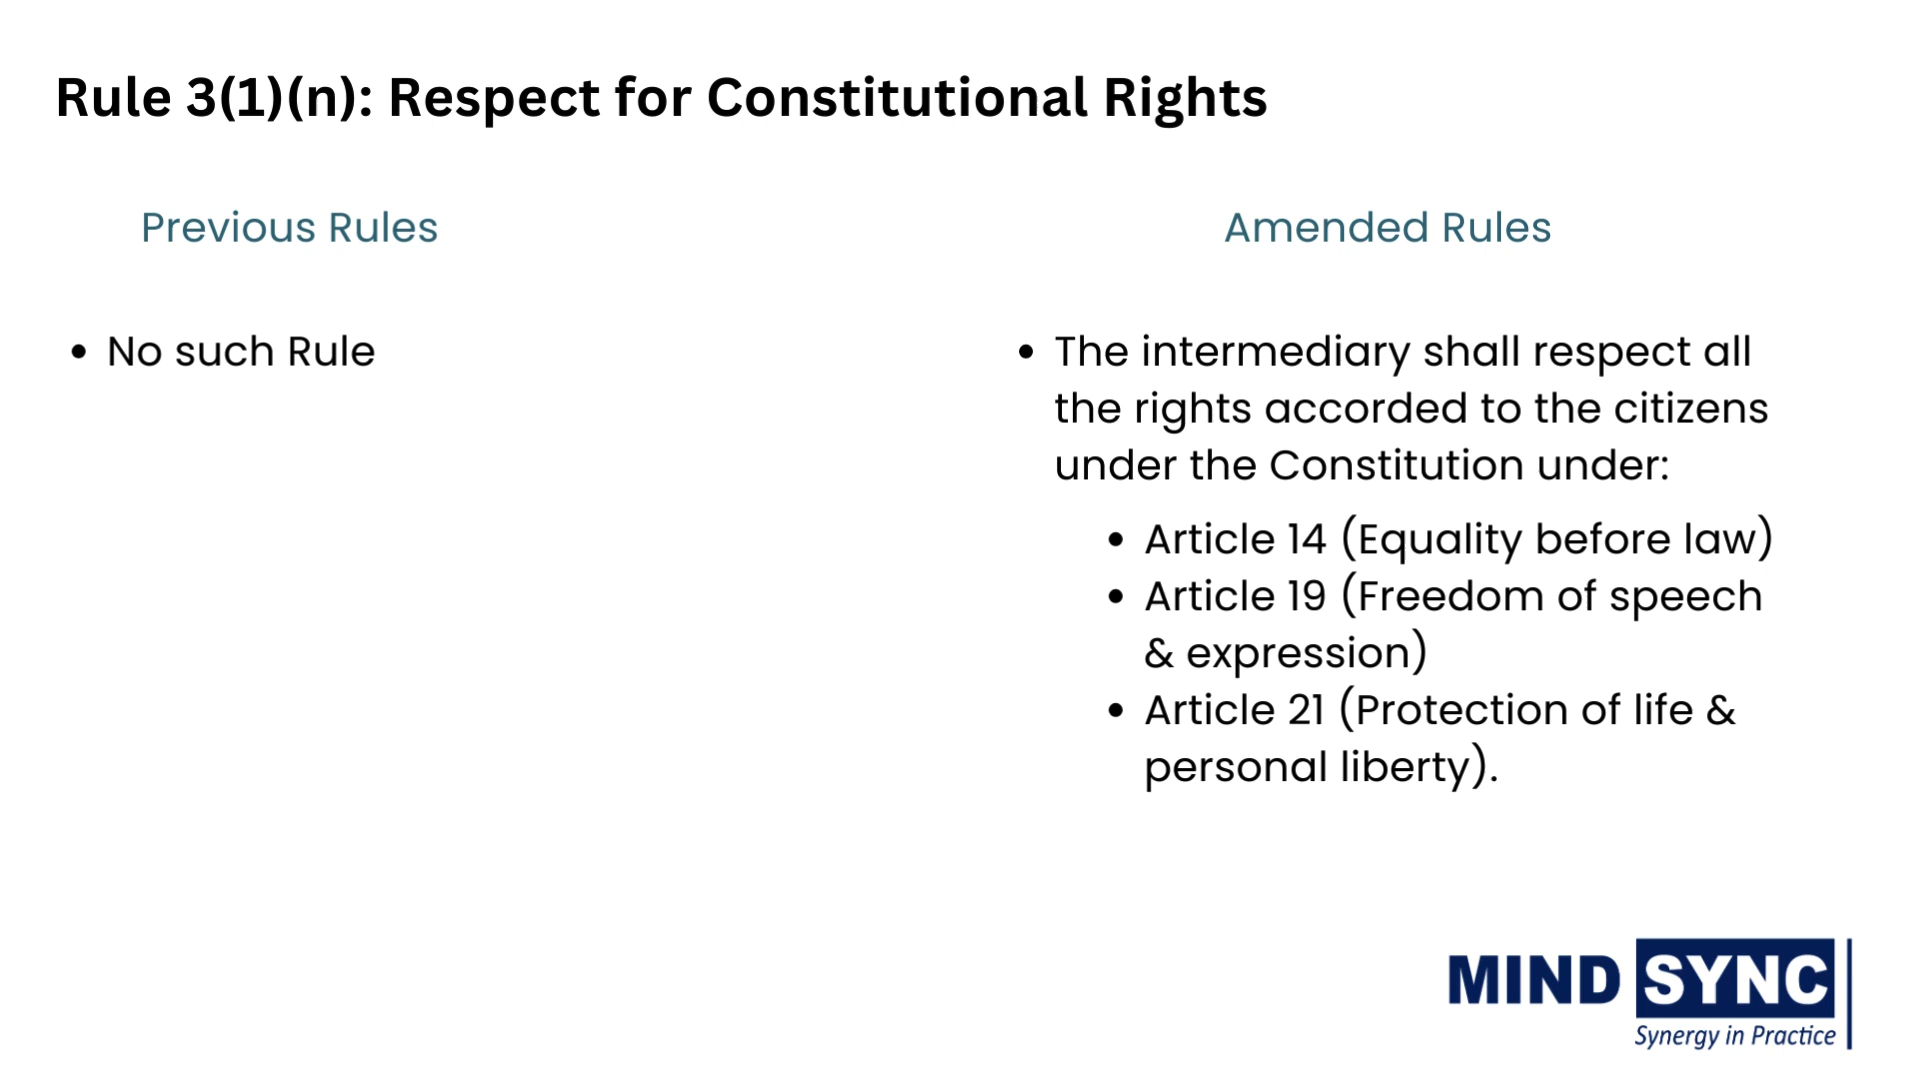 Rule 3(1)(n): Respect for Constitutional Rights
Previous Rules
• No such Rule
Amended Rules
• The intermediary shall respect all
the rights accorded to the citizens
under the Constitution under:
• Article 14 (Equality before law)
• Article 19 (Freedom of speech
& expression)
• Article 21 (Protection of life &
personal liberty).
MIND SYNC
Synergy in Practice